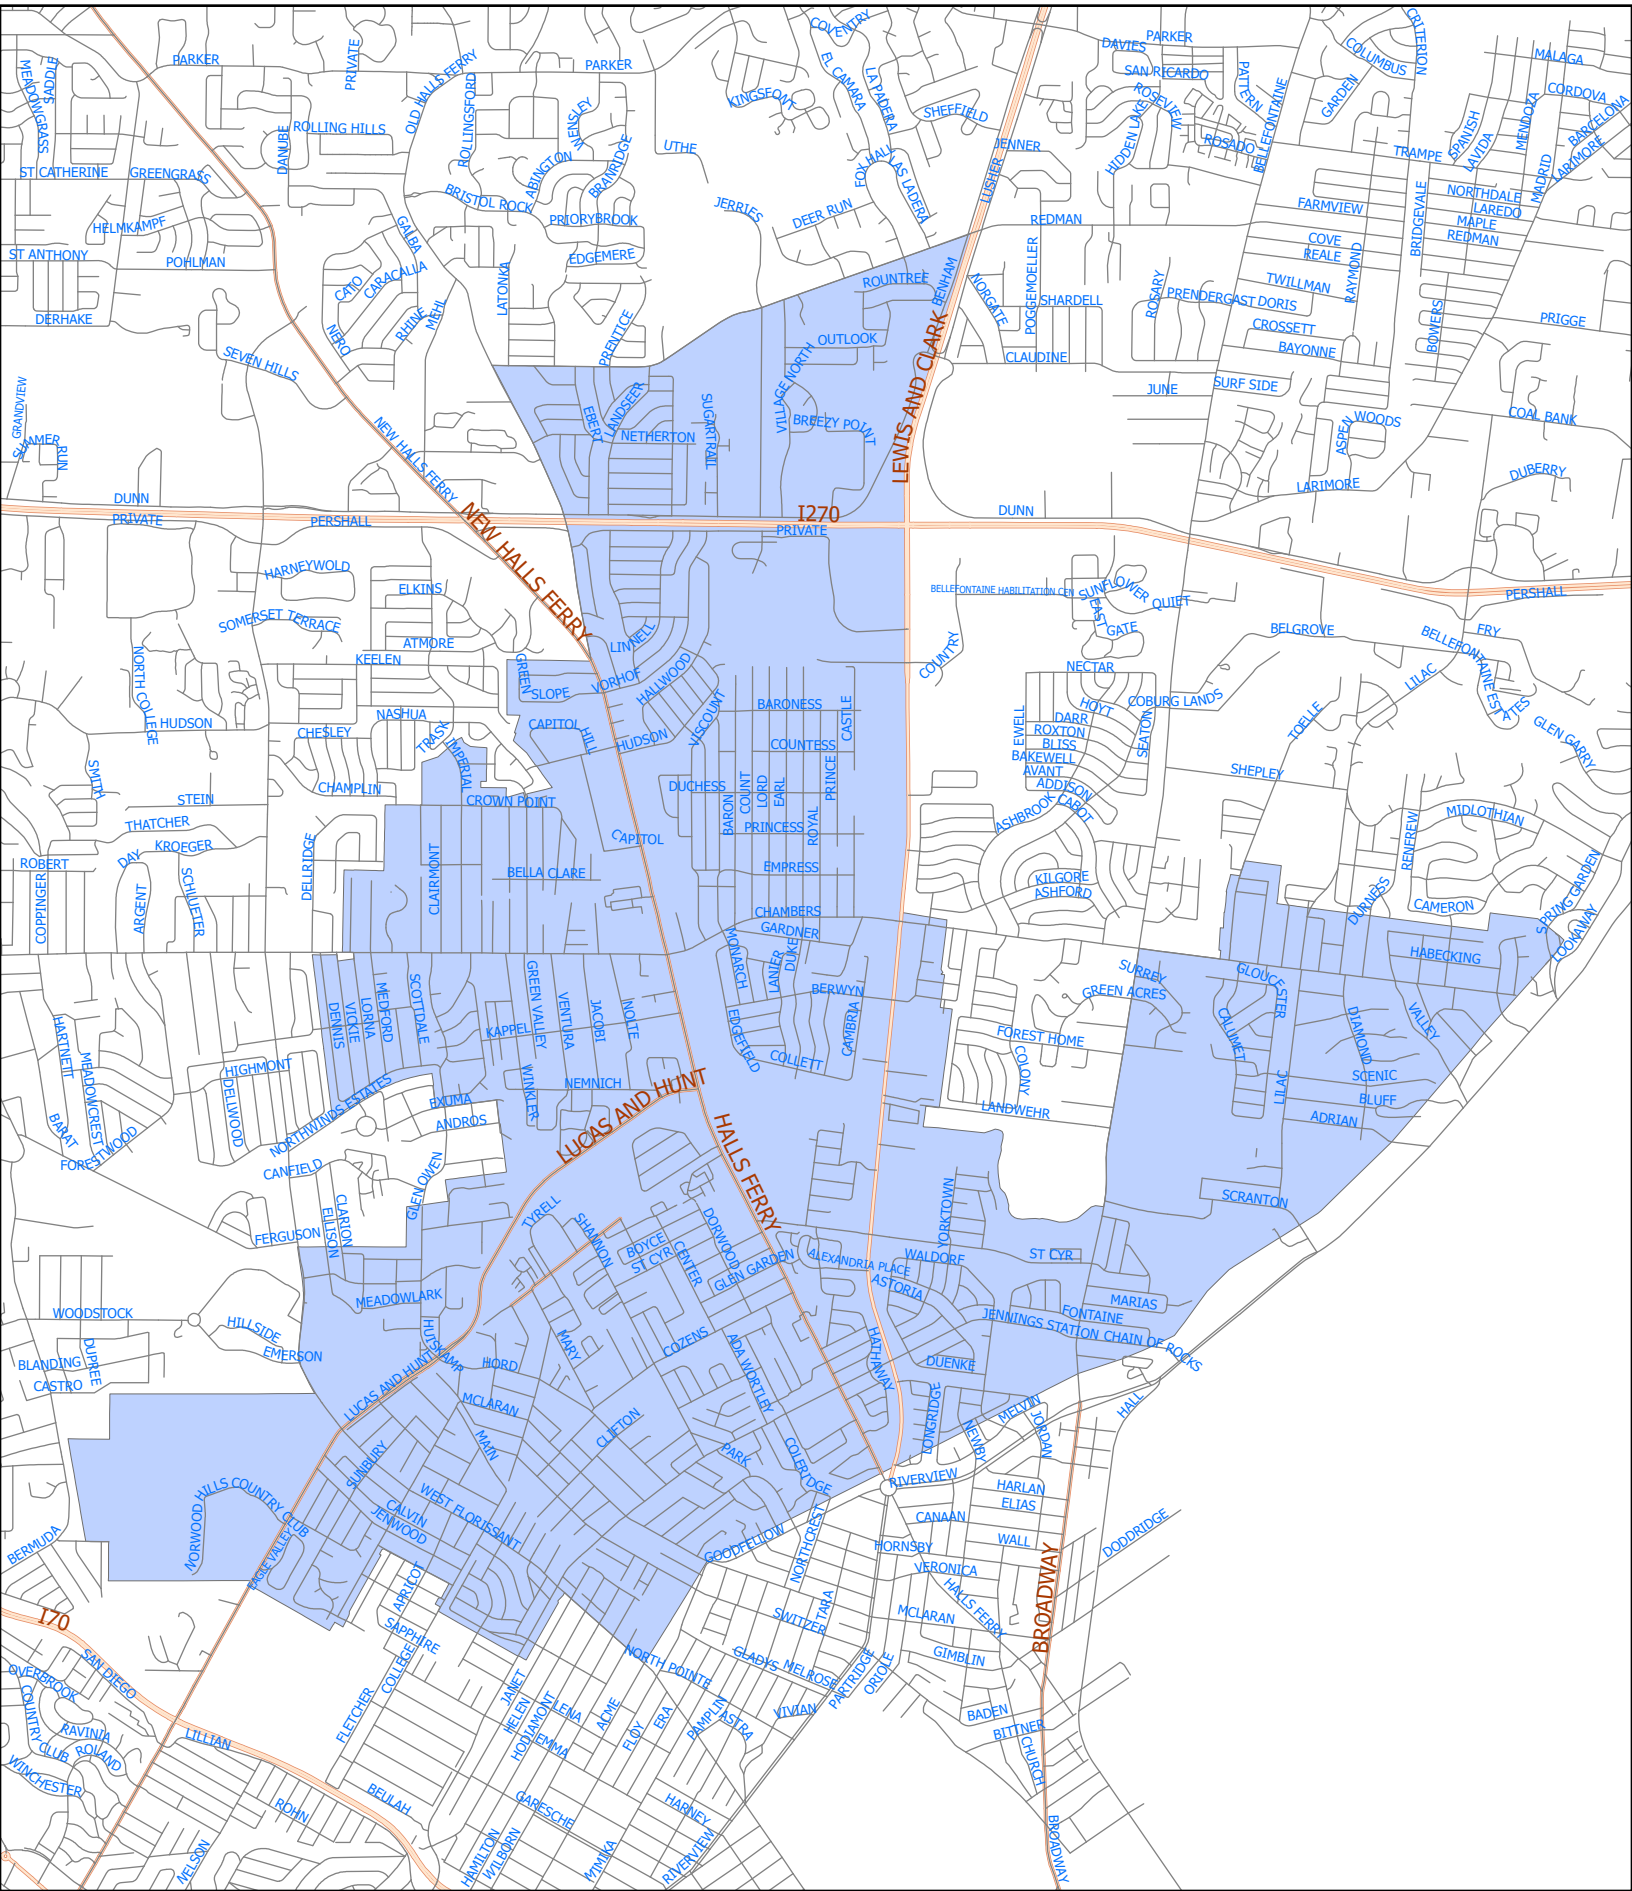 COVENTRY
CRITERION
PARKER
DAVIES
COLUMBUS
PARKER
PRIVATE
OLD HALLS FERRY
PARKER
MALAGA
MEADOWGRASS
SADDLE
EL CAMARA
LA PADERA
SAN RICARDO
PATTERN
GARDEN
CORDOVA
KINGSFONT
ROSEVIEW
MENDOZA
BARCELONA
ROLLINGSFORD
WENSLEY
SHEFFIELD
HIDDEN LAKE
BELLEFONTAINE
SPANISH
ROLLING HILLS
DANUBE
UTHE
JENNER
ROSADO
TRAMPE
LAVIDA
LARIMORE
ST CATHERINE
GREENGRASS
ABINGTON
BRANRIDGE
FOX HALL
LAS LADERA
LUSHER
MADRID
BRISTOL ROCK
NORTHDALE
JERRIES
DEER RUN
FARMVIEW
LAREDO
HELMKAMPF
GALBA
PRIORYBROOK
REDMAN
BRIDGEVALE
MAPLE
COVE
REDMAN
ST ANTHONY
POHLMAN
EDGEMERE
REALE
CATO
CARACALLA
LATONKA
ROUNTREE
BENHAM
NORGATE
POGGEMOELLER
SHARDELL
ROSARY
TWILLMAN
RAYMOND
PRENDERGAST
DORIS
DERHAKE
RHINE
MEHL
PRENTICE
OUTLOOK
CROSSETT
BOWERS
PRIGGE
NERO
SEVEN HILLS
CLAUDINE
BAYONNE
LEWIS AND CLARK
VILLAGE NORTH
JUNE
SURF SIDE
GRANDVIEW
EBERT
LANDSEER
SUGARTRAIL
BREEZY POINT
ASPEN
WOODS
COAL BANK
SUMMER
RUN
NEW HALLS FERRY
NETHERTON
DUBERRY
LARIMORE
DUNN
PRIVATE
PERSHALL
NEW HALLS FERRY
I270
PRIVATE
DUNN
HARNEYWOLD
ELKINS
BELLEFONTAINE HABILITATION CEN
SUNFLOWER
QUIET
PERSHALL
EAST
GATE
SOMERSET TERRACE
ATMORE
LINNELL
COUNTRY
BELGROVE
FRY
BELLEFONTAINE ESTATES
NORTH COLLEGE
KEELEN
GREEN
SLOPE
VORHOF
HALLWOOD
NECTAR
LILAC
HUDSON
NASHUA
VISCOUNT
BARONESS
CASTLE
COBURG LANDS
HOYT
DARR
TOELLE
GLEN GARRY
CHESLEY
TRASK
IMPERIAL
CAPITOL
HILL
HUDSON
COUNTESS
EWELL
ROXTON
BLISS
SEATON
SMITH
BAKEWELL
AVANT
SHEPLEY
CHAMPLIN
DUCHESS
COUNT
LORD
EARL
PRINCE
ADDISON
STEIN
CROWN POINT
BARON
ROYAL
ASHBROOK
CABOT
THATCHER
CAPITOL
PRINCESS
MIDLOTHIAN
RENFREW
ROBERT
DAY
KROEGER
DELLRIDGE
CLAIRMONT
BELLA CLARE
EMPRESS
KILGORE
ASHFORD
COPPINGER
ARGENT
SCHLUETER
CHAMBERS
DURNESS
CAMERON
SPRING GARDEN
GARDNER
LOOKAWAY
MONARCH
LANIER
DUKE
HABECKING
SURREY
GLOUCESTER
GREEN ACRES
BERWYN
DENNIS
VICKIE
LORNA
MEDFORD
SCOTTDALE
GREEN VALLEY
VENTURA
JACOBI
NOLTE
KAPPEL
EDGEFIELD
CAMBRIA
CALUMET
DIAMOND
VALLEY
HARTNETT
FOREST HOME
COLLETT
COLONY
HIGHMONT
MEADOWCREST
DELLWOOD
NORTHWINDS ESTATES
NEMNICH
WINKLER
LUCAS AND HUNT
SCENIC
LILAC
EXUMA
ANDROS
LANDWEHR
BLUFF
ADRIAN
BARAT
FORESTWOOD
CANFIELD
GLEN OWEN
HALLS FERRY
SCRANTON
CLARION
ELLISON
FERGUSON
TYRELL
SHANNON
DORWOOD
YORKTOWN
BOYCE
ST CYR
CENTER
GLEN GARDEN
ALEXANDRIA PLACE
WALDORF
ST CYR
ASTORIA
MEADOWLARK
MARIAS
FONTAINE
WOODSTOCK
JENNINGS STATION
CHAIN OF ROCKS
HILLSIDE
HUTSKAMP
MARY
COZENS
DUPREE
EMERSON
HORD
ADA WORTLEY
HATHAWAY
DUENKE
BLANDING
CASTRO
LUCAS AND HUNT
MCLARAN
LONGRIDGE
MELVIN
HALL
MAIN
CLIFTON
NEWBY
JORDAN
SUNBURY
PARK
COLERIDGE
RIVERVIEW
HARLAN
ELIAS
NORWOOD
HILLS COUNTRY CLUB
WEST FLORISSANT
CALVIN
JENWOOD
CANAAN
WALL
DODDRIDGE
BERMUDA
EAGLE VALLEY
GOODFELLOW
NORTHCREST
HORNSBY
VERONICA
APRICOT
HALLS FERRY
BROADWAY
I70
SWITZER
TARA
MCLARAN
SAPPHIRE
SAN DIEGO
COLLEGE
NORTH POINTE
GLADYS
MELROSE
PARTRIDGE
ORIOLE
GIMBLIN
OVERBROOK
COUNTRY CLUB
FLETCHER
JANET
HELEN
HODIAMONT
LENA
ACME
FLOY
ERA
PAMPLIN
ASTRA
VIVIAN
BADEN
BITTNER
RAVINIA
ROLAND
LILLIAN
EMMA
CHURCH
WINCHESTER
ROHN
BEULAH
GARESCHE
HARNEY
BROADWAY
NELSON
HAMILTON
WILBORN
MIMIKA
RIVERVIEW